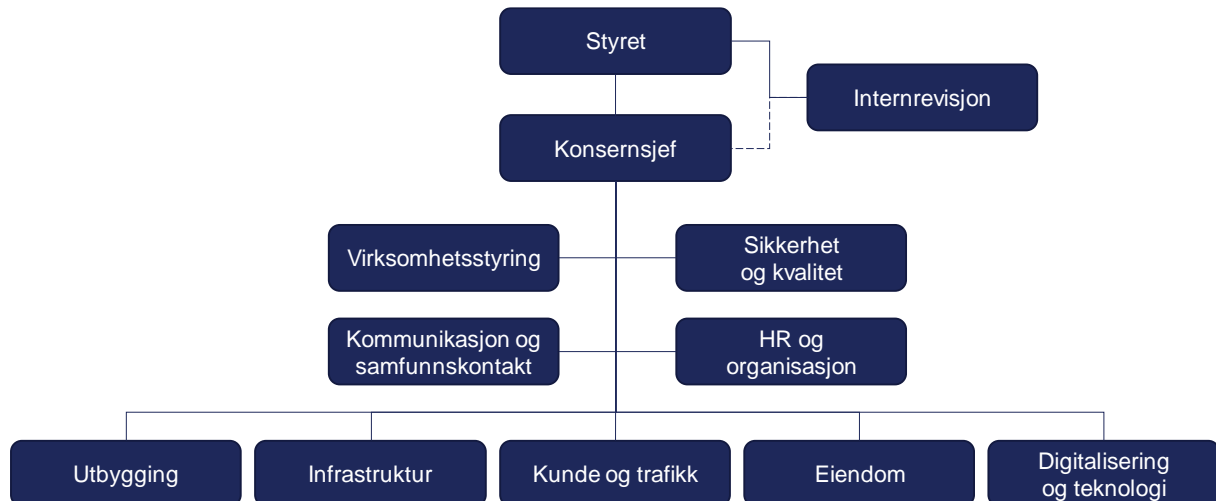 Styret
Internrevisjon
Konsernsjef
Virksomhetsstyring
Sikkerhet
og kvalitet
Kommunikasjon og
samfunnskontakt
HR og
organisasjon
Utbygging
Infrastruktur
Kunde og trafikk
Eiendom
Digitalisering
og teknologi